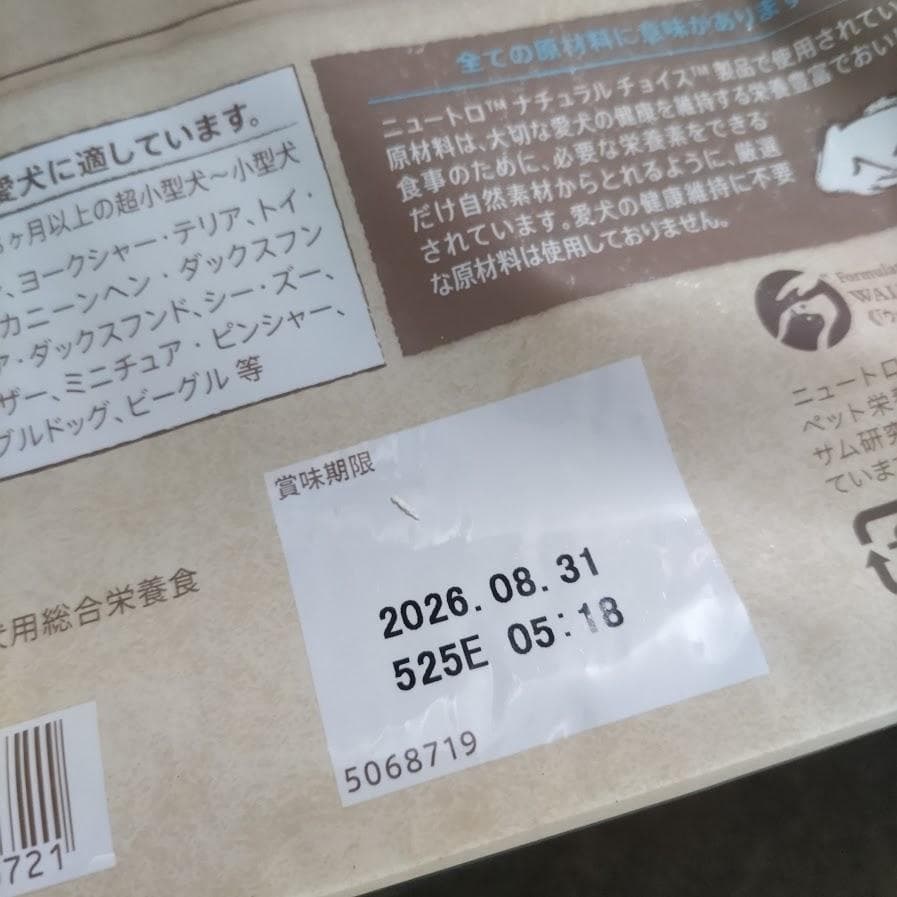 愛犬に適しています。
ヶ月以上の超小型犬～小型犬
ヨークシャー・テリア、トイ・
カニーンヘン・ダックスフン
ア・ダックスフンド、シー・ズー、
ザー、ミニチュア・ピンシャー、
ブルドッグ、ビーグル 等
全ての原材料に意味があります
ニュートロ™ ナチュラル チョイス™ 製品で使用されてい
原材料は、大切な愛犬の健康を維持する栄養豊富でおい
食事のために、必要な栄養素をできる
だけ自然素材からとれるように、厳選
されています。愛犬の健康維持に不要
な原材料は使用しておりません。
Formula
WAL
ニュートロ
ペット栄
サム研究
ていま
賞味期限
2026.08.31
525E 05:18
5068719
犬用総合栄養食
721